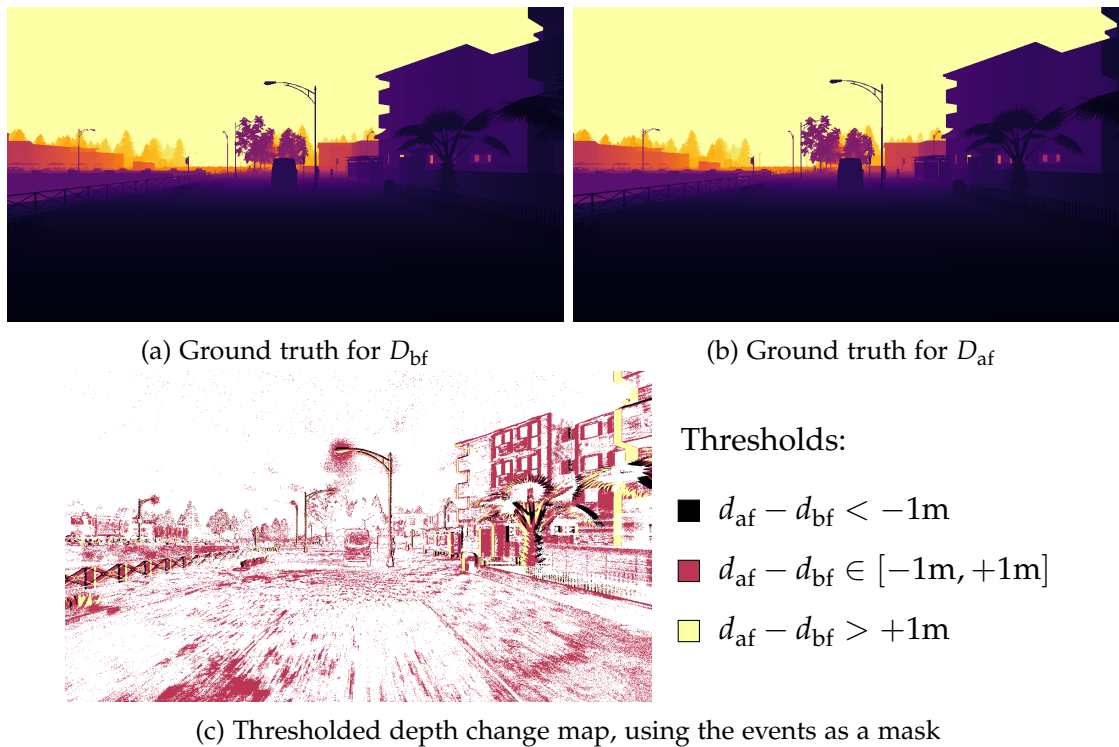 (a) Ground truth for D_bf
(b) Ground truth for D_af
Thresholds:
d_af − d_bf < −1m
d_af − d_bf ∈ [−1m, +1m]
d_af − d_bf > +1m
(c) Thresholded depth change map, using the events as a mask